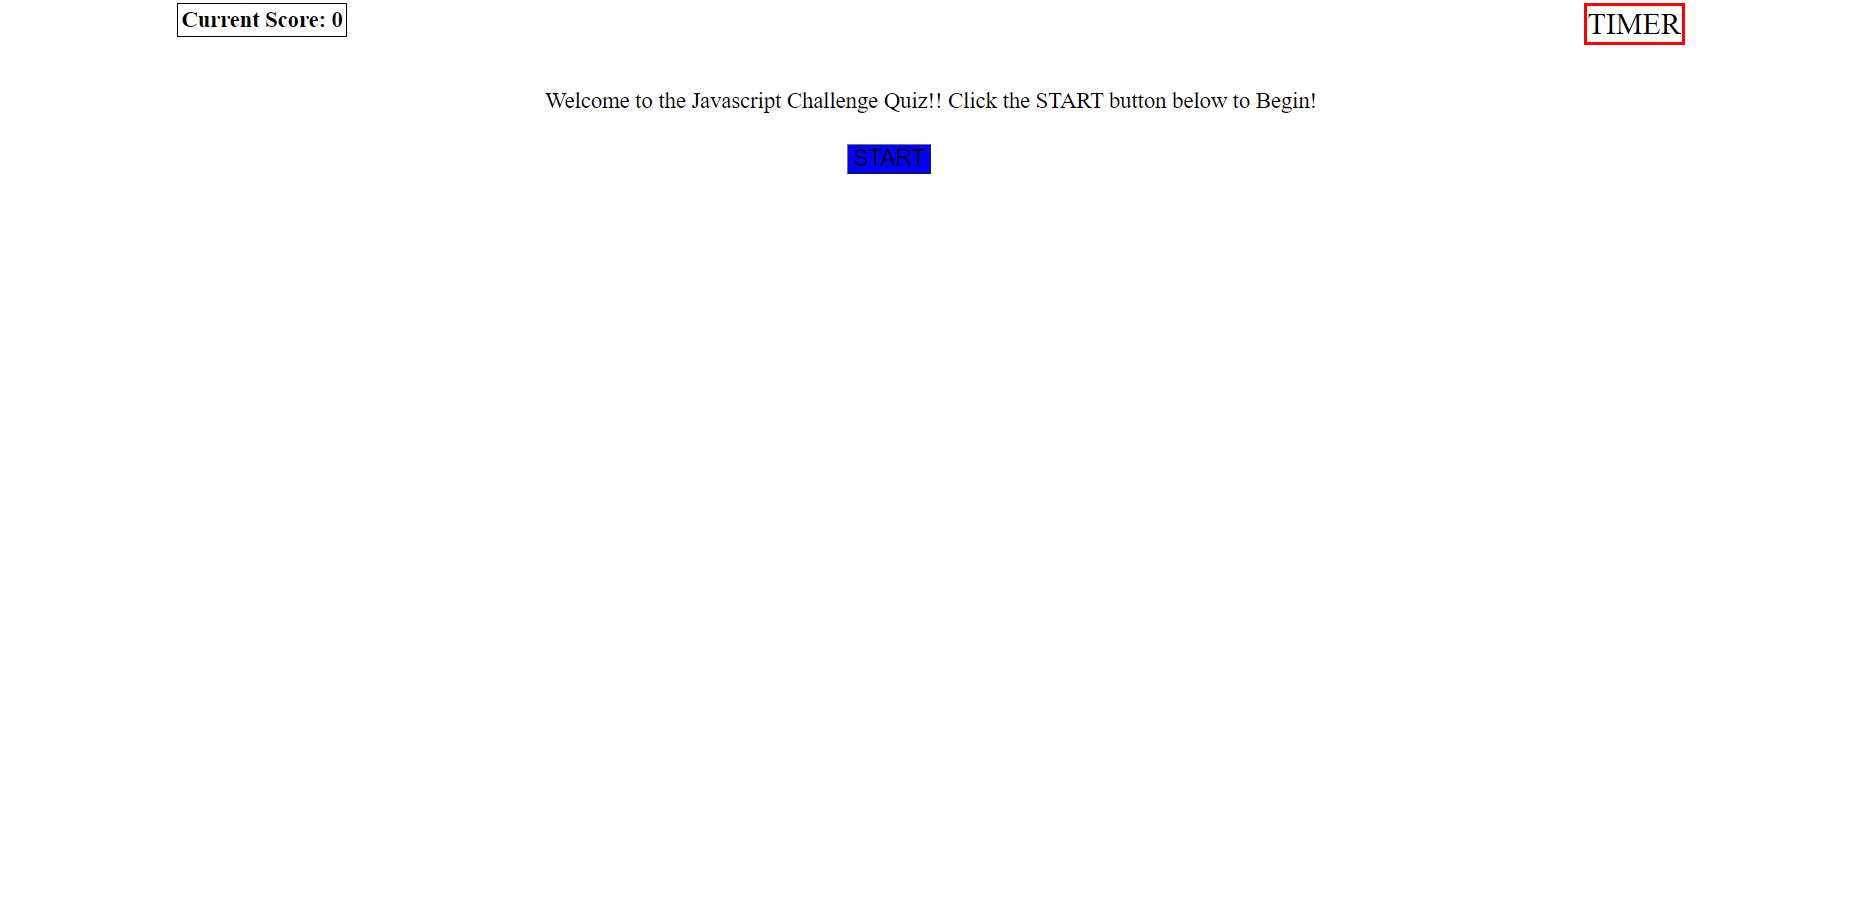 Current Score: 0
TIMER
Welcome to the Javascript Challenge Quiz!! Click the START button below to Begin!
START